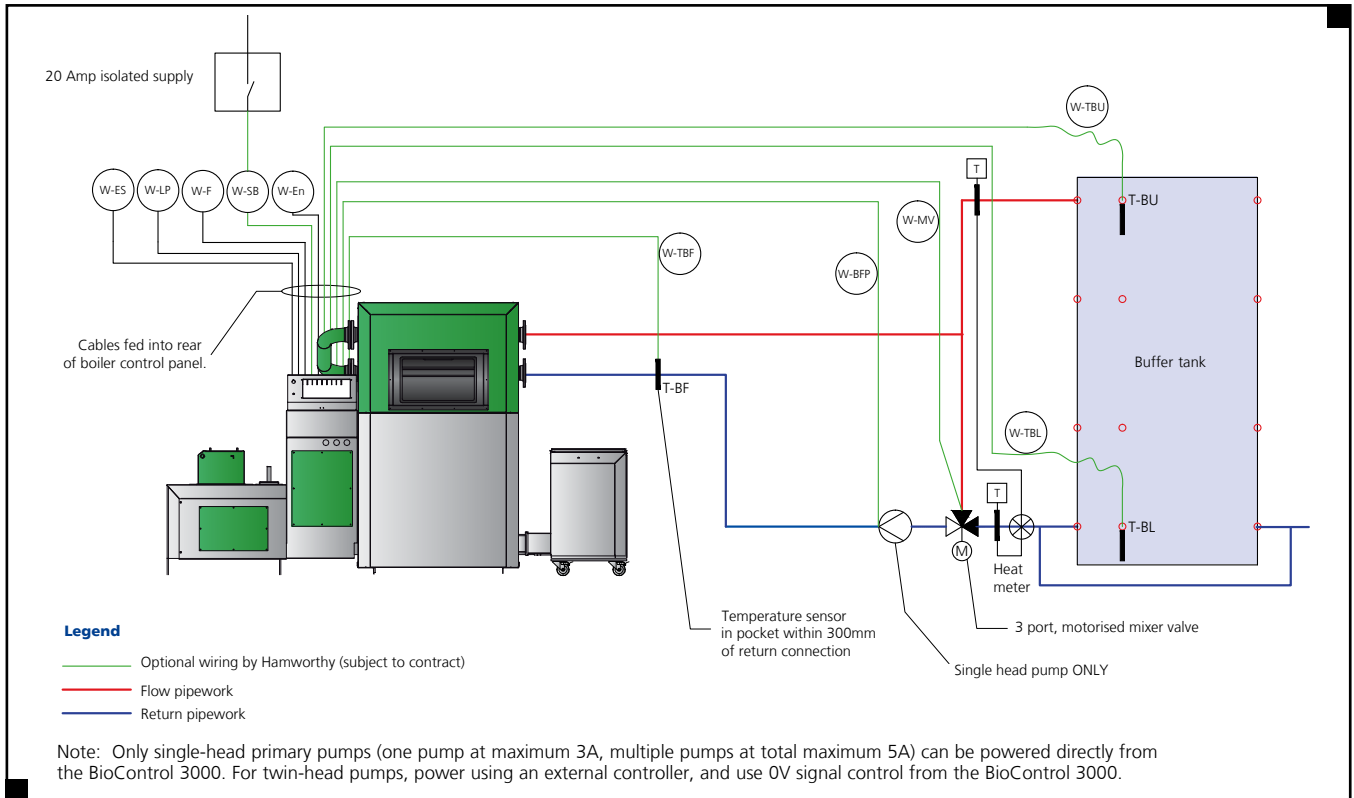 20 Amp isolated supply
W-TBU
W-ES
W-LP
W-F
W-SB
W-En
T
T-BU
W-MV
W-TBF
W-BFP
Cables fed into rear
of boiler control panel.
Buffer tank
T-BF
W-TBL
T
T-BL
M
Heat
meter
Temperature sensor
in pocket within 300mm
of return connection
3 port, motorised mixer valve
Single head pump ONLY
Legend
Optional wiring by Hamworthy (subject to contract)
Flow pipework
Return pipework
Note: Only single-head primary pumps (one pump at maximum 3A, multiple pumps at total maximum 5A) can be powered directly from
the BioControl 3000. For twin-head pumps, power using an external controller, and use 0V signal control from the BioControl 3000.